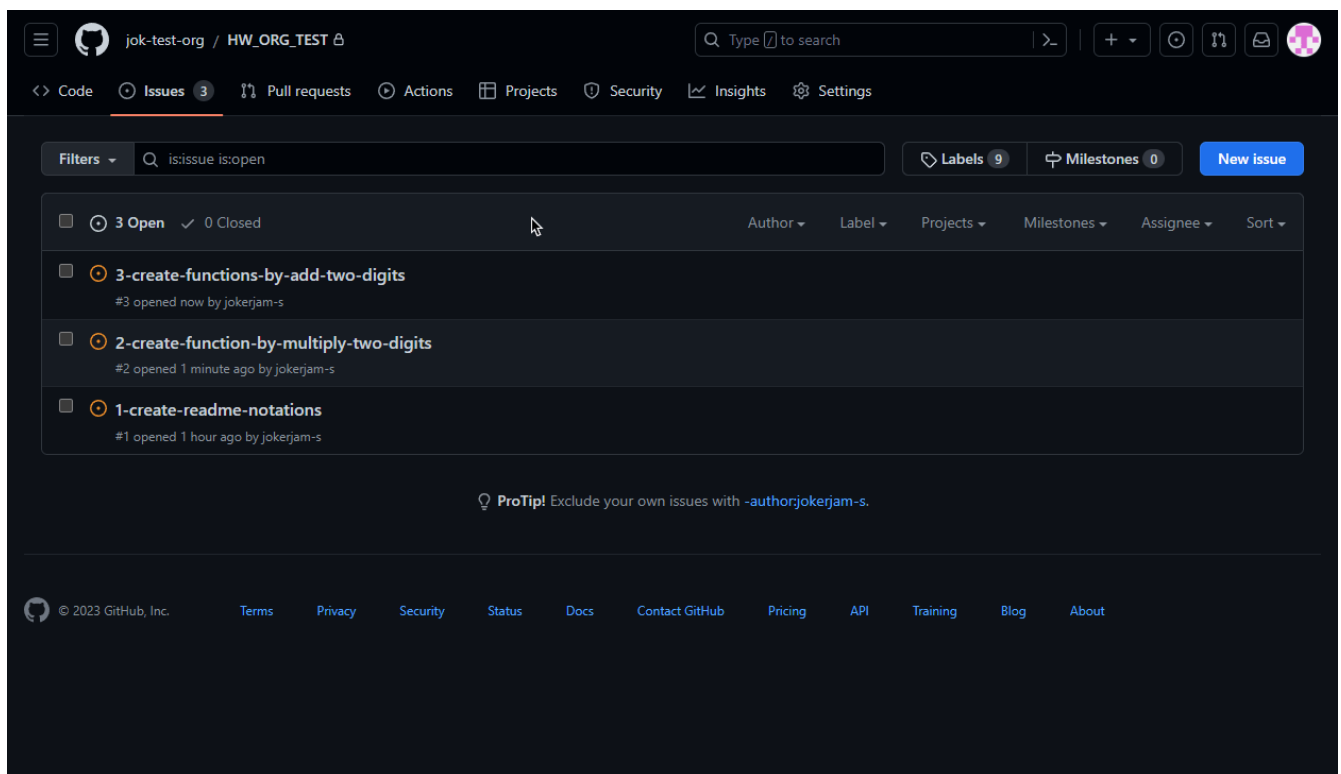 jok-test-org / HW_ORG_TEST
Type / to search
Code Issues 3 Pull requests Actions Projects Security Insights Settings
Filters is:issue is:open Labels 9 Milestones 0 New issue
3 Open 0 Closed Author Label Projects Milestones Assignee Sort
3-create-functions-by-add-two-digits
#3 opened now by jokerjam-s
2-create-function-by-multiply-two-digits
#2 opened 1 minute ago by jokerjam-s
1-create-readme-notations
#1 opened 1 hour ago by jokerjam-s
ProTip! Exclude your own issues with -author:jokerjam-s.
© 2023 GitHub, Inc. Terms Privacy Security Status Docs Contact GitHub Pricing API Training Blog About